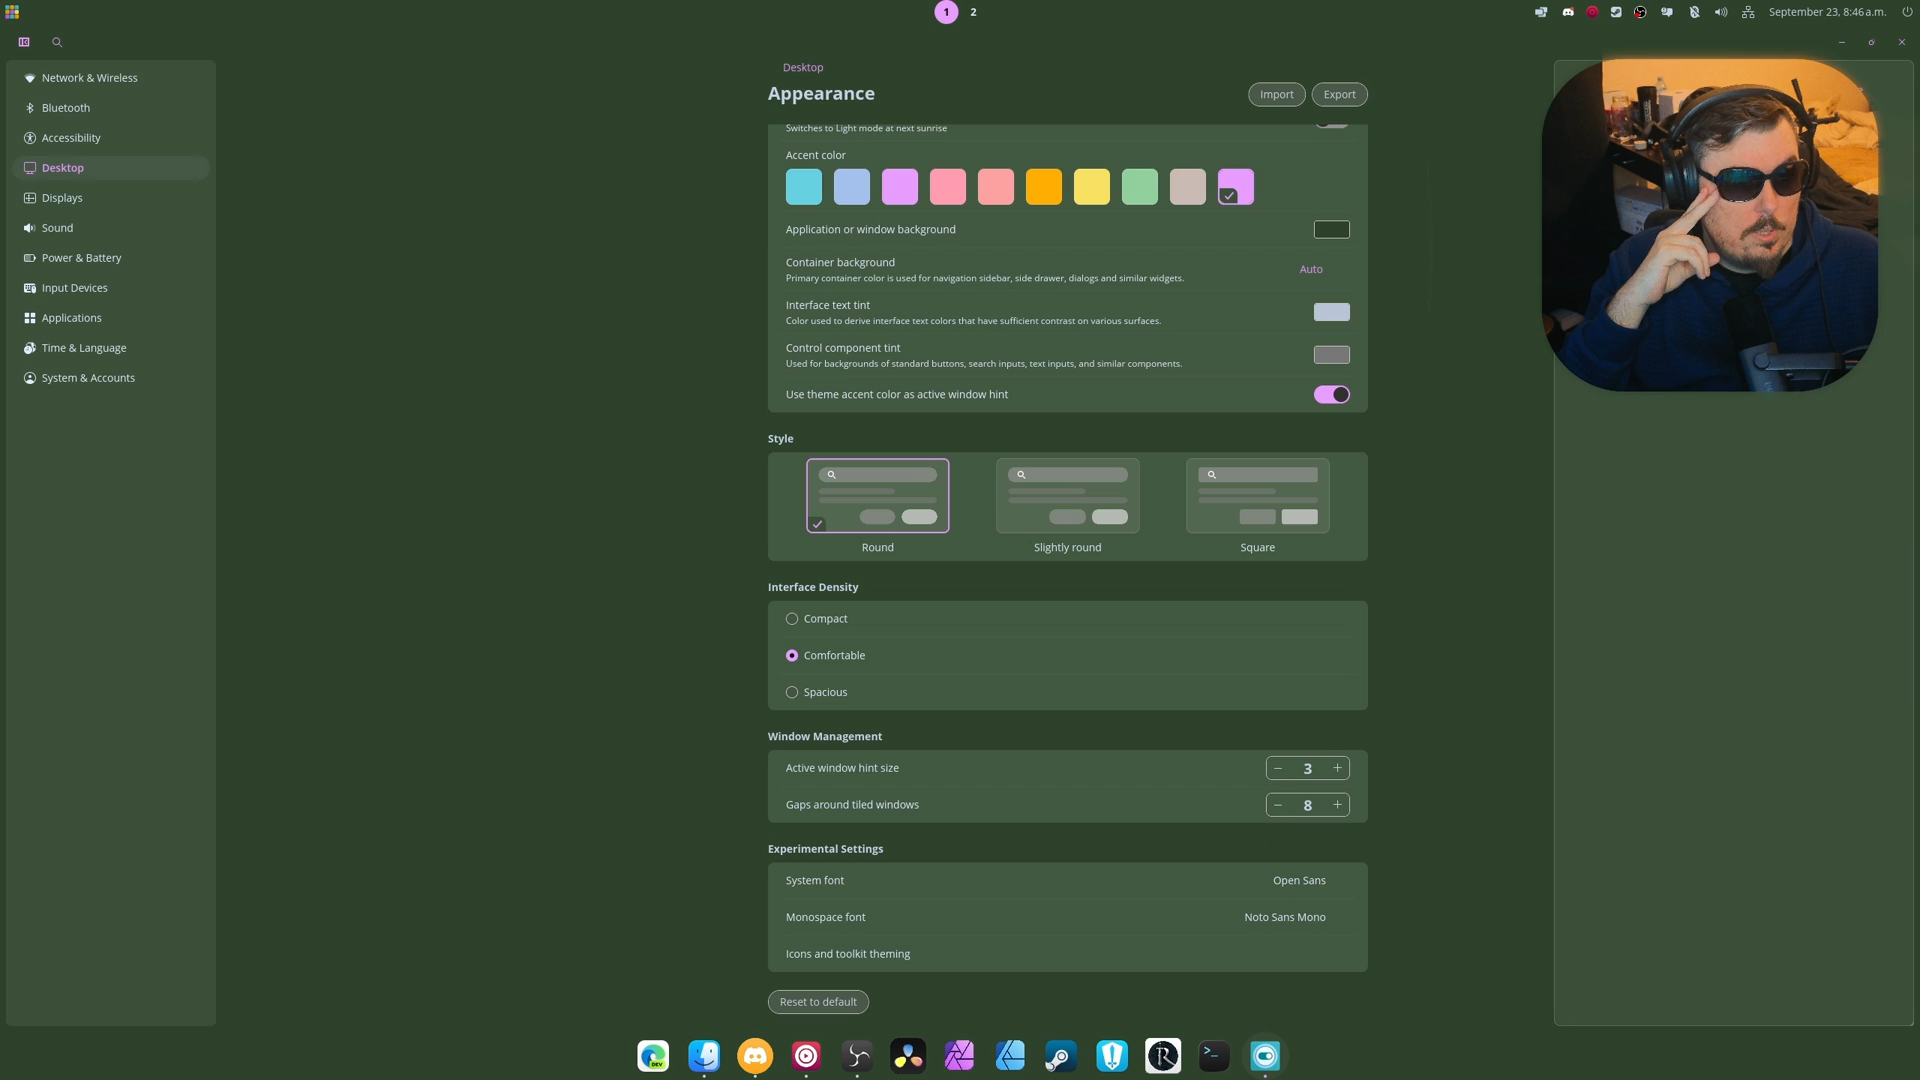 1
2
September 23, 8:46 a.m.
Network & Wireless
Bluetooth
Accessibility
Desktop
Displays
Sound
Power & Battery
Input Devices
Applications
Time & Language
System & Accounts
Desktop
Appearance
Import
Export
Switches to Light mode at next sunrise
Accent color
Application or window background
Container background
Auto
Primary container color is used for navigation sidebar, side drawer, dialogs and similar widgets.
Interface text tint
Color used to derive interface text colors that have sufficient contrast on various surfaces.
Control component tint
Used for backgrounds of standard buttons, search inputs, text inputs, and similar components.
Use theme accent color as active window hint
Style
Round
Slightly round
Square
Interface Density
Compact
Comfortable
Spacious
Window Management
Active window hint size
3
Gaps around tiled windows
8
Experimental Settings
System font
Open Sans
Monospace font
Noto Sans Mono
Icons and toolkit theming
Reset to default
DEV